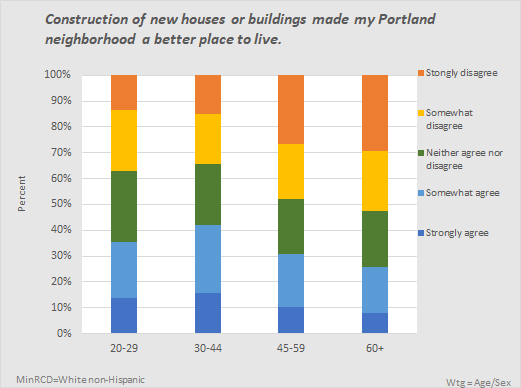 Construction of new houses or buildings made my Portland
neighborhood a better place to live.
100%
90%
80%
70%
60%
50%
40%
30%
20%
10%
0%
Percent
20-29
30-44
45-59
60+
Stongly disagree
Somewhat
disagree
Neither agree nor
disagree
Somewhat agree
Strongly agree
MinRCD=White non-Hispanic
Wtg = Age/Sex